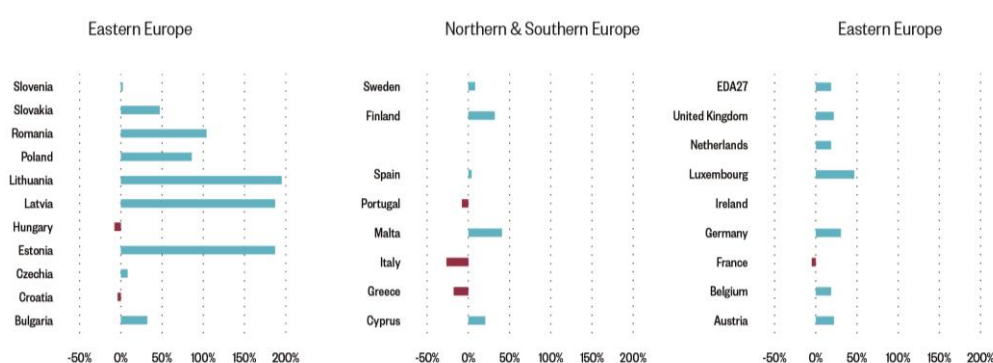 Eastern Europe
Slovenia
Slovakia
Romania
Poland
Lithuania
Latvia
Hungary
Estonia
Czechia
Croatia
Bulgaria
-50% 0% 50% 100% 150% 200%
Northern & Southern Europe
Sweden
Finland
Spain
Portugal
Malta
Italy
Greece
Cyprus
-50% 0% 50% 100% 150% 200%
Eastern Europe
EDA27
United Kingdom
Netherlands
Luxembourg
Ireland
Germany
France
Belgium
Austria
-50% 0% 50% 100% 150% 200%